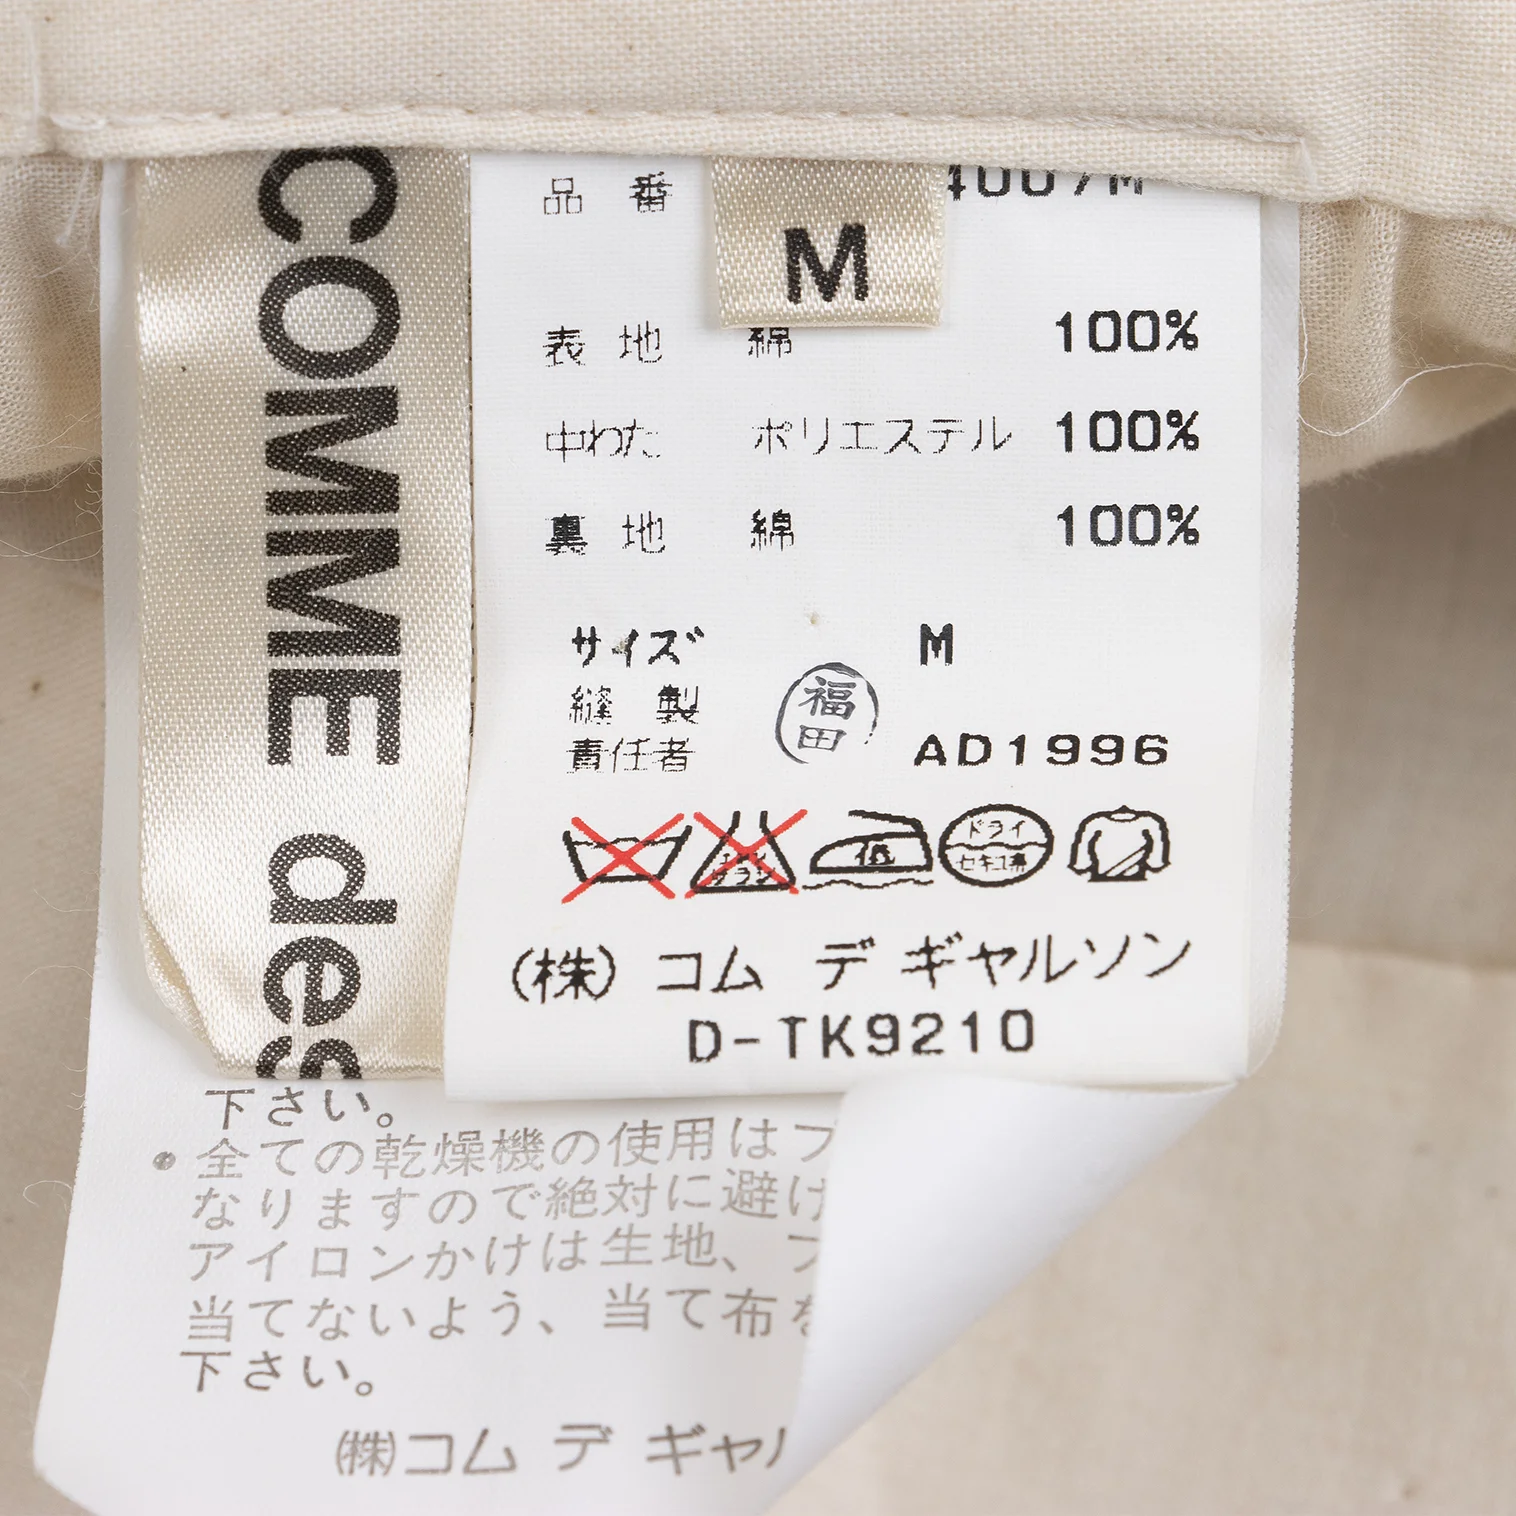 COMME des
M
品 番
表 地 綿 100%
中わた ポリエステル 100%
裏 地 綿 100%
サイズ M
縫 製
責任者 福田 AD1996
低
ドライ
セキユ系
(株) コム デ ギャルソン
D-TK9210
下さい。
•全ての乾燥機の使用は
なりますので絶対に避け
アイロンかけは生地、
当てないよう、当て布
下さい。
(株)コム デ ギャル